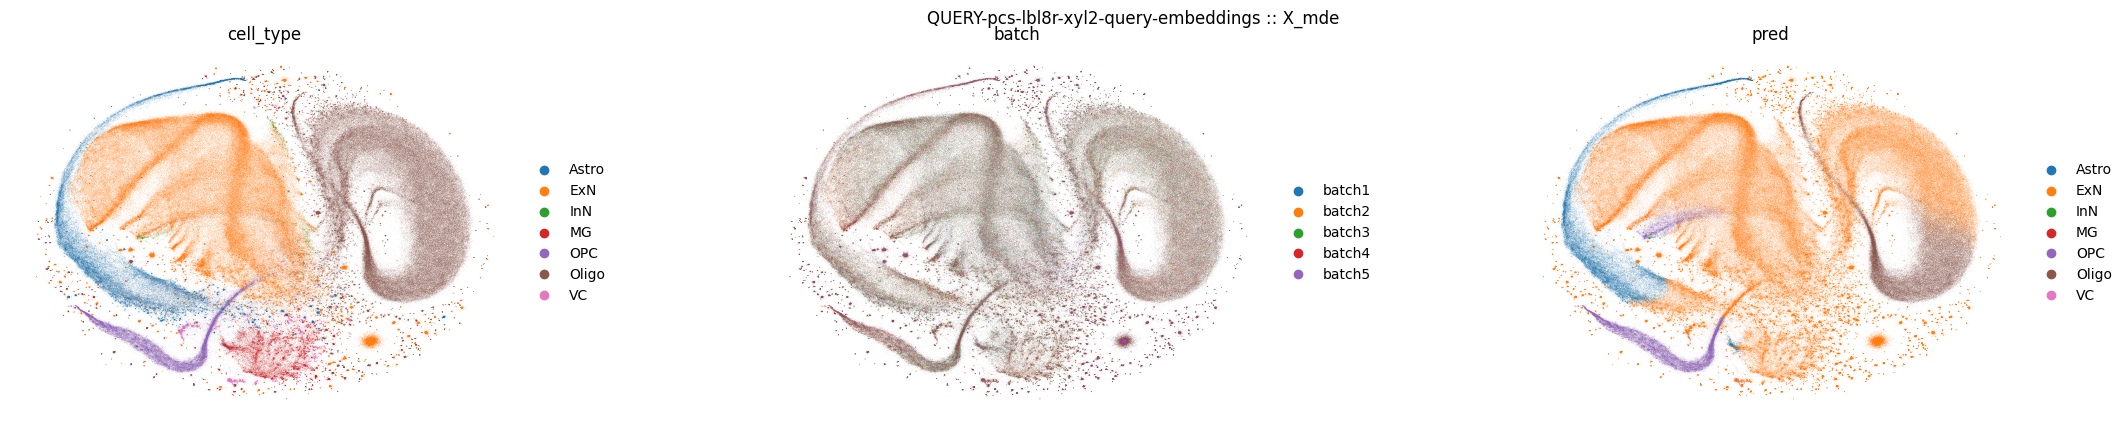 QUERY-pcs-lbl8r-xyl2-query-embeddings :: X_mde
cell_type
Astro
ExN
InN
MG
OPC
Oligo
VC
batch
batch1
batch2
batch3
batch4
batch5
pred
Astro
ExN
InN
MG
OPC
Oligo
VC